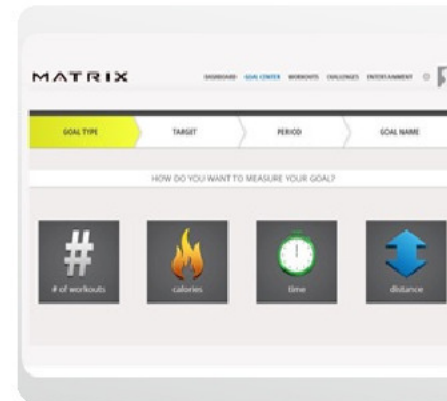 MATRIX
DASHBOARD GOAL CENTER WORKOUTS CHALLENGES ENTERTAINMENT
GOAL TYPE TARGET PERIOD GOAL NAME
HOW DO YOU WANT TO MEASURE YOUR GOAL?
#
# of workouts calories time distance